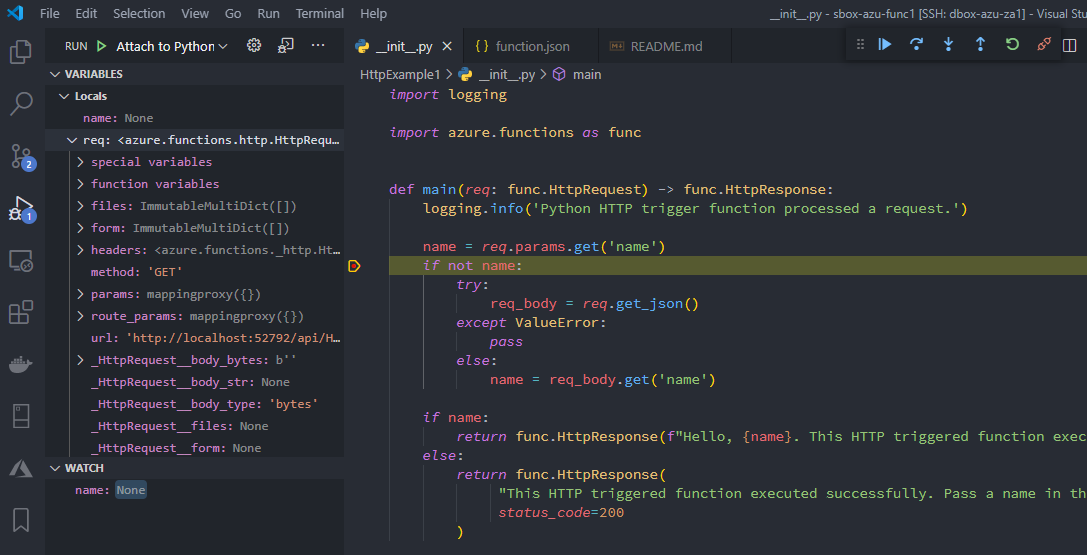 File Edit Selection View Go Run Terminal Help __init__.py - sbox-azu-func1 [SSH: dbox-azu-za1] - Visual Stu
RUN Attach to Python ... __init__.py function.json README.md
HttpExample1 > __init__.py > main
VARIABLES
Locals
name: None
req: <azure.functions.http.HttpRequ...
special variables
function variables
files: ImmutableMultiDict([])
form: ImmutableMultiDict([])
headers: <azure.functions._http.Ht...
method: 'GET'
params: mappingproxy({})
route_params: mappingproxy({})
url: 'http://localhost:52792/api/H...
_HttpRequest__body_bytes: b''
_HttpRequest__body_str: None
_HttpRequest__body_type: 'bytes'
_HttpRequest__files: None
_HttpRequest__form: None
WATCH
name: None
2
1
import logging
import azure.functions as func
def main(req: func.HttpRequest) -> func.HttpResponse:
logging.info('Python HTTP trigger function processed a request.')
name = req.params.get('name')
if not name:
try:
req_body = req.get_json()
except ValueError:
pass
else:
name = req_body.get('name')
if name:
return func.HttpResponse(f"Hello, {name}. This HTTP triggered function exec
else:
return func.HttpResponse(
"This HTTP triggered function executed successfully. Pass a name in th
status_code=200
)